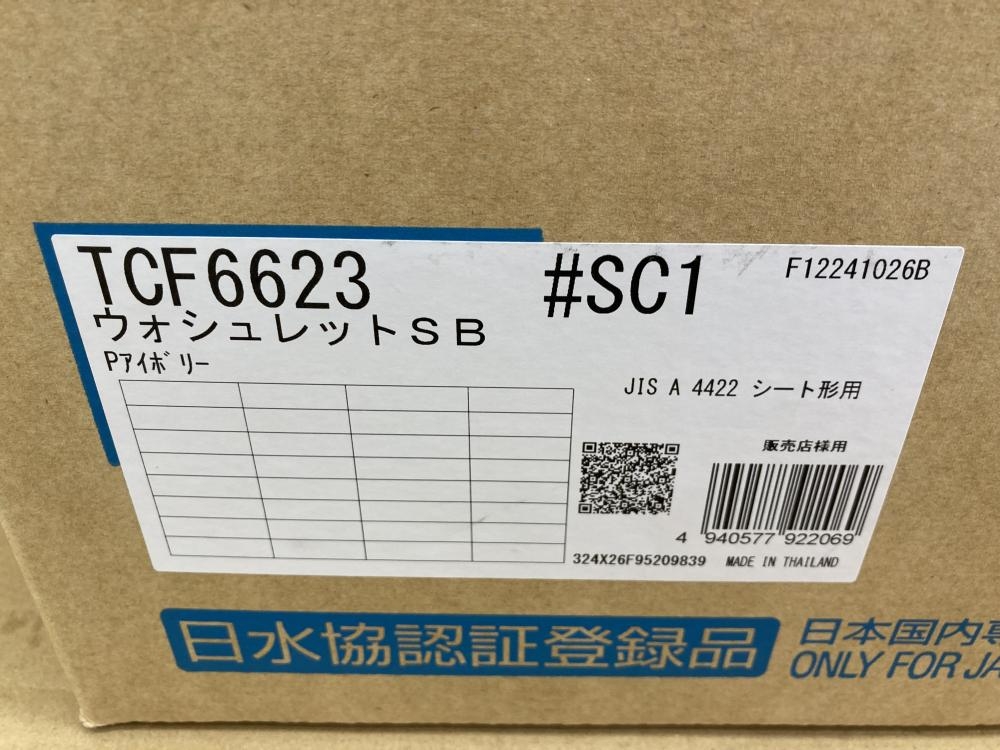 TCF6623 #SC1 F12241026B
ウォシュレットSB
Pｱｲﾎﾞﾘｰ
JIS A 4422 シート形用
販売店様用
4 940577 922069
324X26F95209839 MADE IN THAILAND
日水協認証登録品
日本国内専
ONLY FOR JA